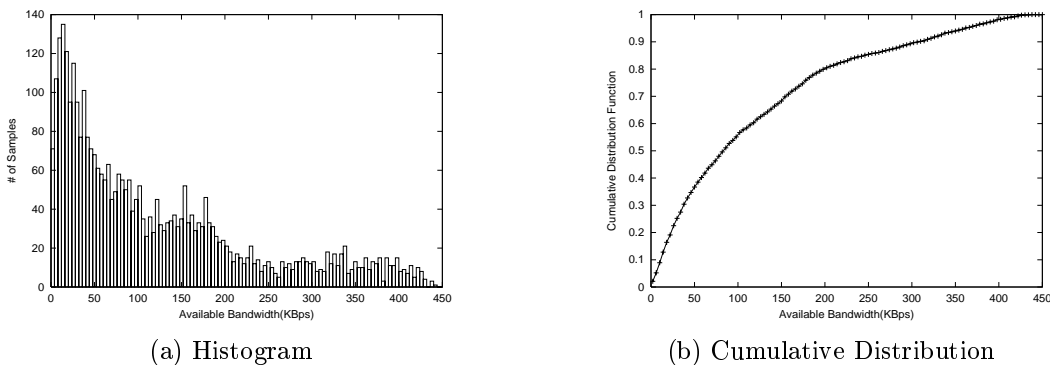 140
120
100
80
60
40
20
0
# of Samples
0 50 100 150 200 250 300 350 400 450
Available Bandwidth(KBps)
(a) Histogram
1
0.9
0.8
0.7
0.6
0.5
0.4
0.3
0.2
0.1
0
Cumulative Distribution Function
0 50 100 150 200 250 300 350 400 450
Available Bandwidth(KBps)
(b) Cumulative Distribution